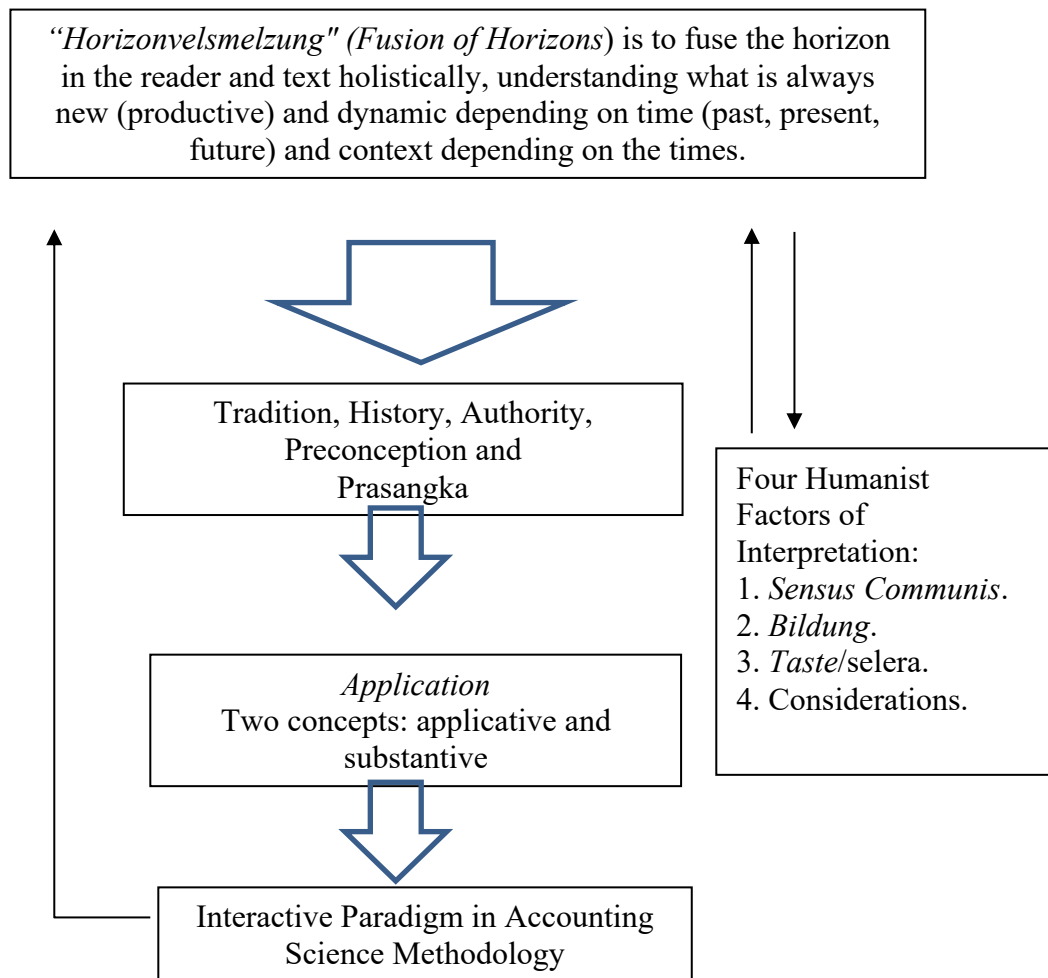 “Horizonvelsmelzung" (Fusion of Horizons) is to fuse the horizon
in the reader and text holistically, understanding what is always
new (productive) and dynamic depending on time (past, present,
future) and context depending on the times.
Tradition, History, Authority,
Preconception and
Prasangka
Four Humanist
Factors of
Interpretation:
1. Sensus Communis.
2. Bildung.
3. Taste/selera.
4. Considerations.
Application
Two concepts: applicative and
substantive
Interactive Paradigm in Accounting
Science Methodology